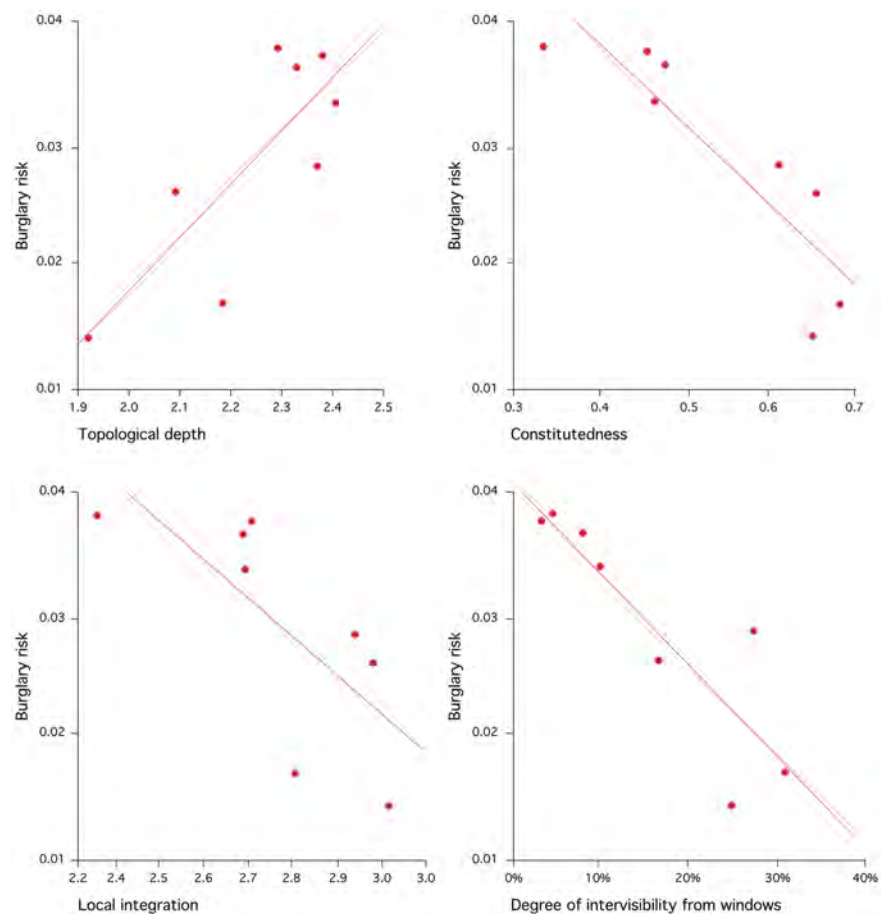 0.04
0.03
0.02
0.01
Burglary risk
1.9 2.0 2.1 2.2 2.3 2.4 2.5
Topological depth
0.04
0.03
0.02
0.01
Burglary risk
0.3 0.4 0.5 0.6 0.7
Constitutedness
0.04
0.03
0.02
0.01
Burglary risk
2.2 2.4 2.5 2.6 2.7 2.8 2.9 3.0 3.0
Local integration
0.04
0.03
0.02
0.01
Burglary risk
0% 10% 20% 30% 40%
Degree of intervisibility from windows